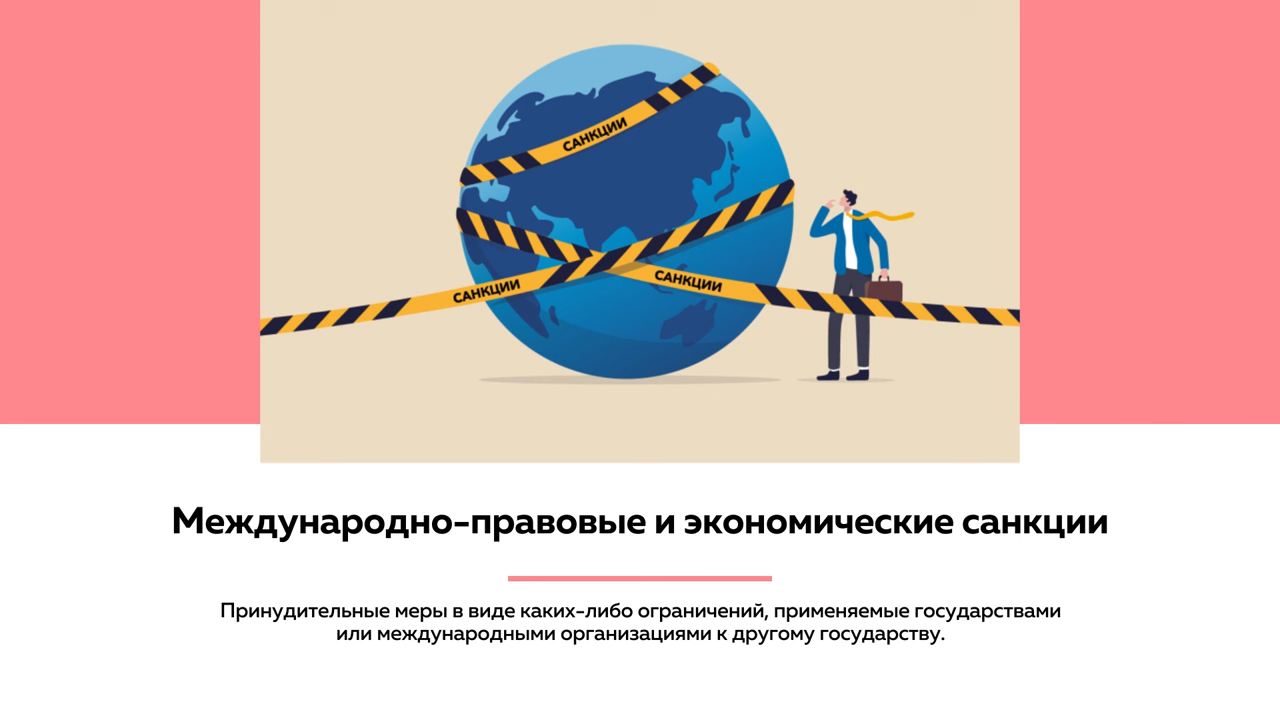 САНКЦИИ
САНКЦИИ
САНКЦИИ
Международно-правовые и экономические санкции
Принудительные меры в виде каких-либо ограничений, применяемые государствами
или международными организациями к другому государству.